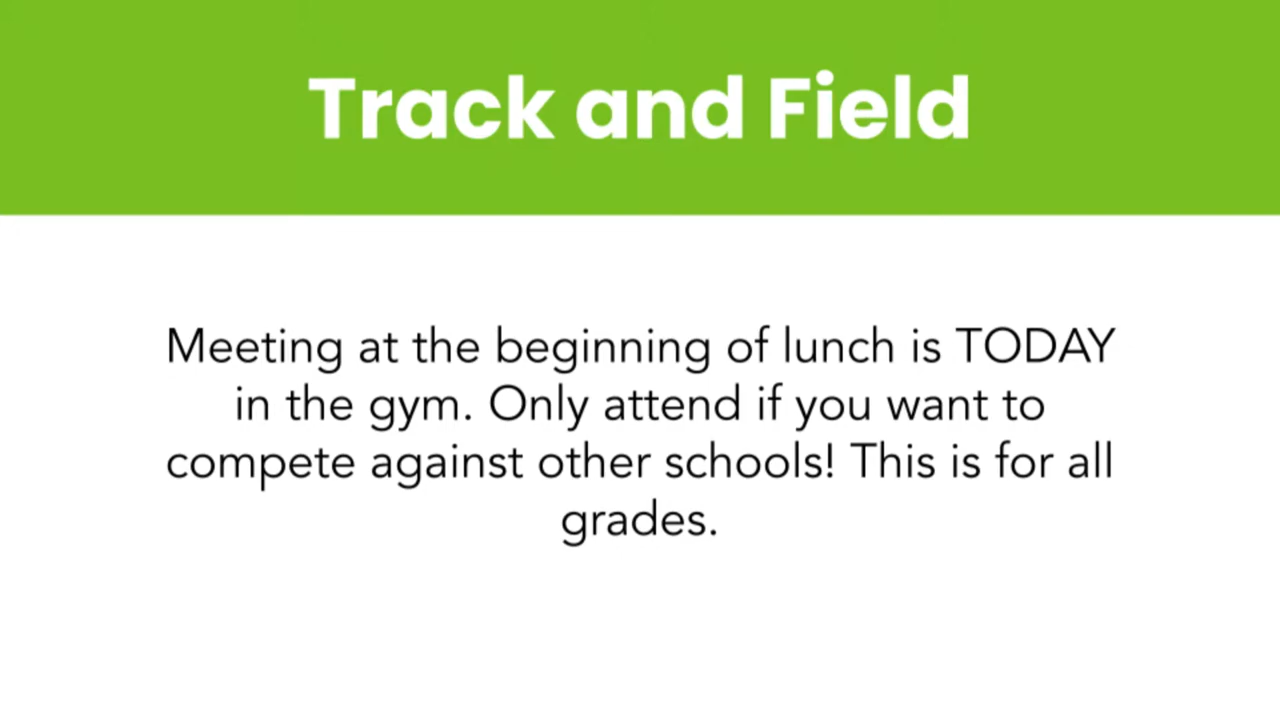 Track and Field
Meeting at the beginning of lunch is TODAY
in the gym. Only attend if you want to
compete against other schools! This is for all
grades.